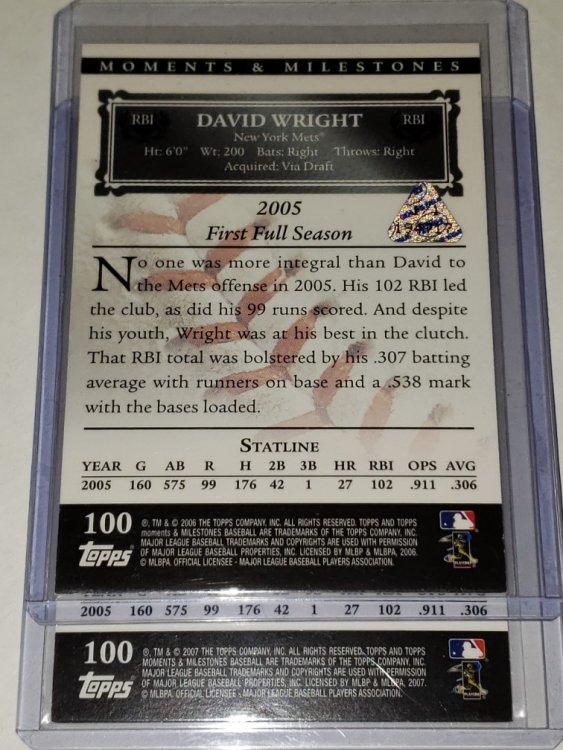 MOMENTS & MILESTONES
RBI DAVID WRIGHT RBI
New York Mets®
Ht: 6'0" Wt: 200 Bats: Right Throws: Right
Acquired: Via Draft
2005
First Full Season
No one was more integral than David to
the Mets offense in 2005. His 102 RBI led
the club, as did his 99 runs scored. And despite
his youth, Wright was at his best in the clutch.
That RBI total was bolstered by his .307 batting
average with runners on base and a .538 mark
with the bases loaded.
STATLINE
YEAR G AB R H 2B 3B HR RBI OPS AVG
2005 160 575 99 176 42 1 27 102 .911 .306
100
topps
®, TM & © 2006 THE TOPPS COMPANY, INC. ALL RIGHTS RESERVED. TOPPS AND TOPPS
moments & MILESTONES BASEBALL ARE TRADEMARKS OF THE TOPPS COMPANY, INC.
MAJOR LEAGUE BASEBALL TRADEMARKS AND COPYRIGHTS ARE USED WITH PERMISSION
OF MAJOR LEAGUE BASEBALL PROPERTIES, INC. LICENSED BY MLBP & MLBPA, 2006.
© MLBPA. OFFICIAL LICENSEE - MAJOR LEAGUE BASEBALL PLAYERS ASSOCIATION.
2005 160 575 99 176 42 1 27 102 .911 .306
100
topps
®, TM & © 2007 THE TOPPS COMPANY, INC. ALL RIGHTS RESERVED. TOPPS AND TOPPS
MOMENTS & MILESTONES BASEBALL ARE TRADEMARKS OF THE TOPPS COMPANY, INC.
MAJOR LEAGUE BASEBALL TRADEMARKS AND COPYRIGHTS ARE USED WITH PERMISSION
OF MAJOR LEAGUE BASEBALL PROPERTIES, INC. LICENSED BY MLBP & MLBPA, 2007.
© MLBPA. OFFICIAL LICENSEE - MAJOR LEAGUE BASEBALL PLAYERS ASSOCIATION.